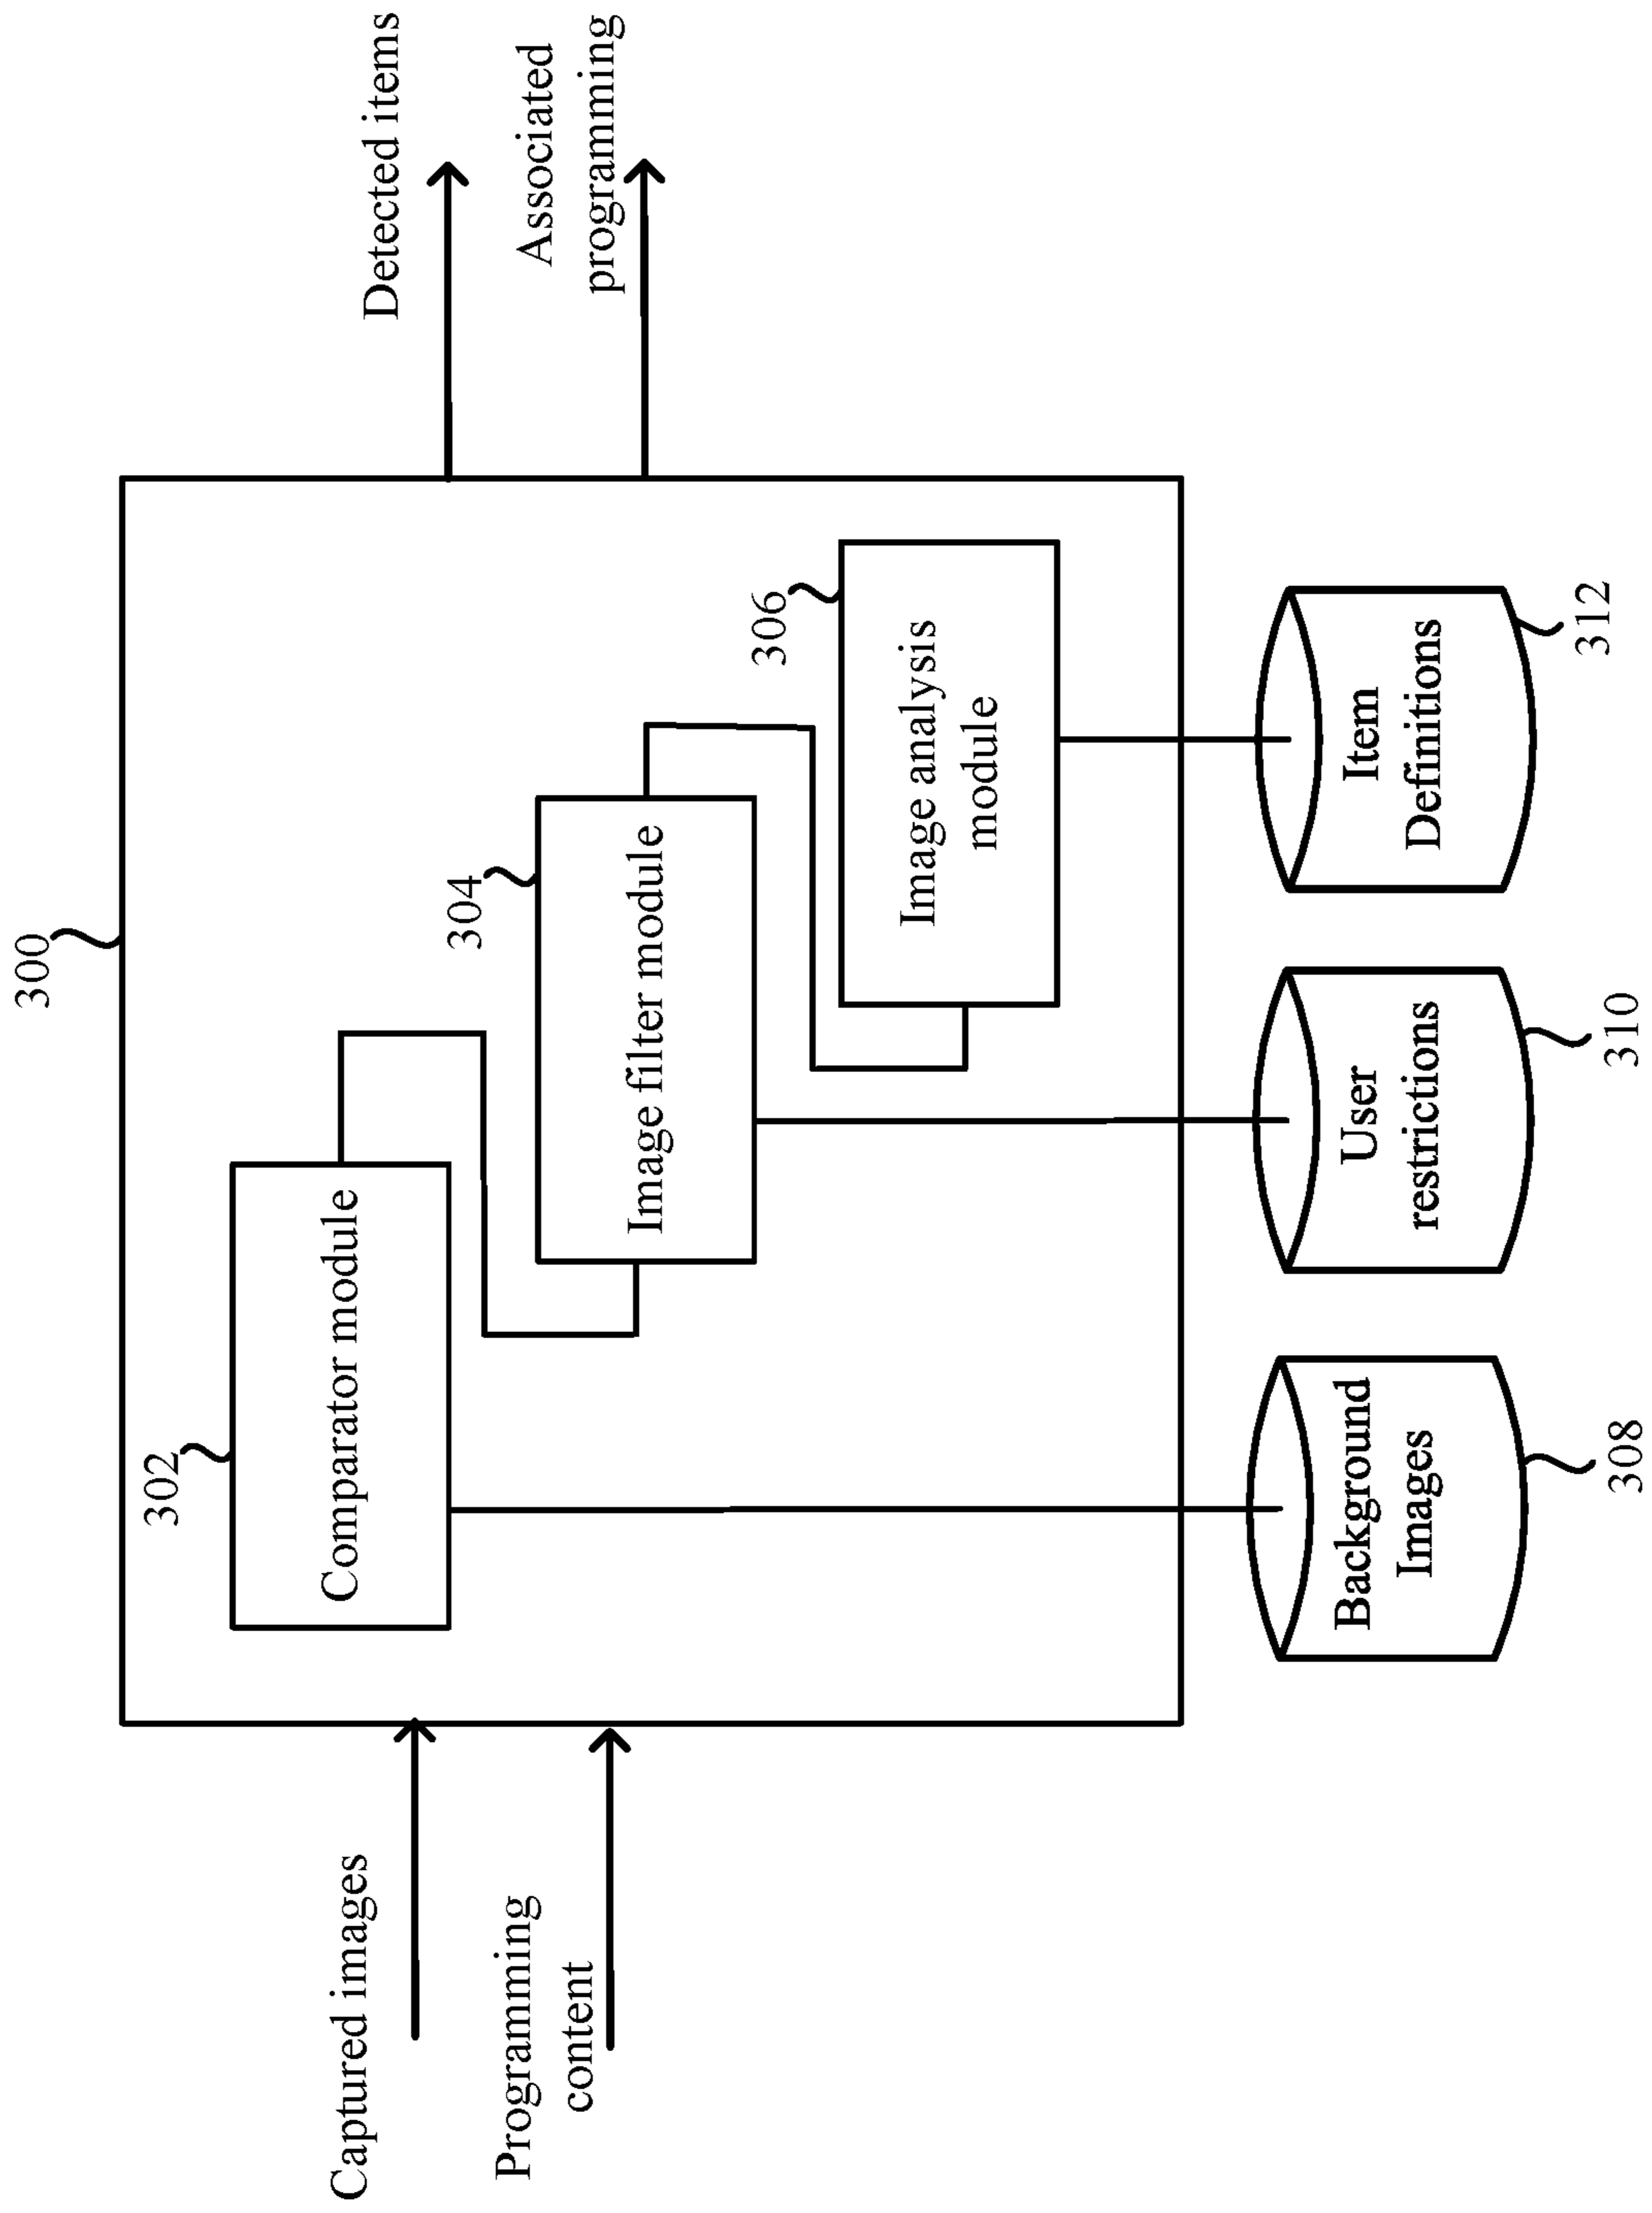 300
302
Comparator module
304
Image filter module
306
Image analysis
module
Captured images
Programming
content
Detected items
Associated
programming
Background
Images
308
User
restrictions
310
Item
Definitions
312